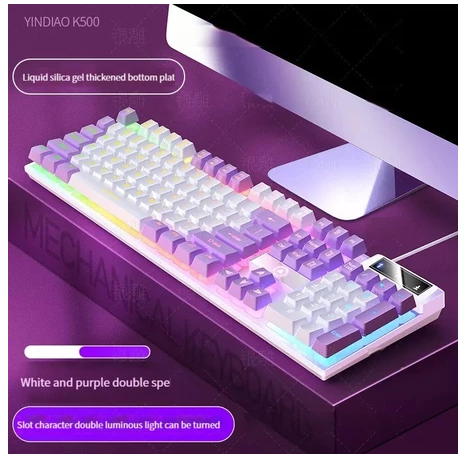 YINDIAO K500
Liquid silica gel thickened bottom plat
MECHANICAL KEYBOARD
White and purple double spe
Slot character double luminous light can be turned